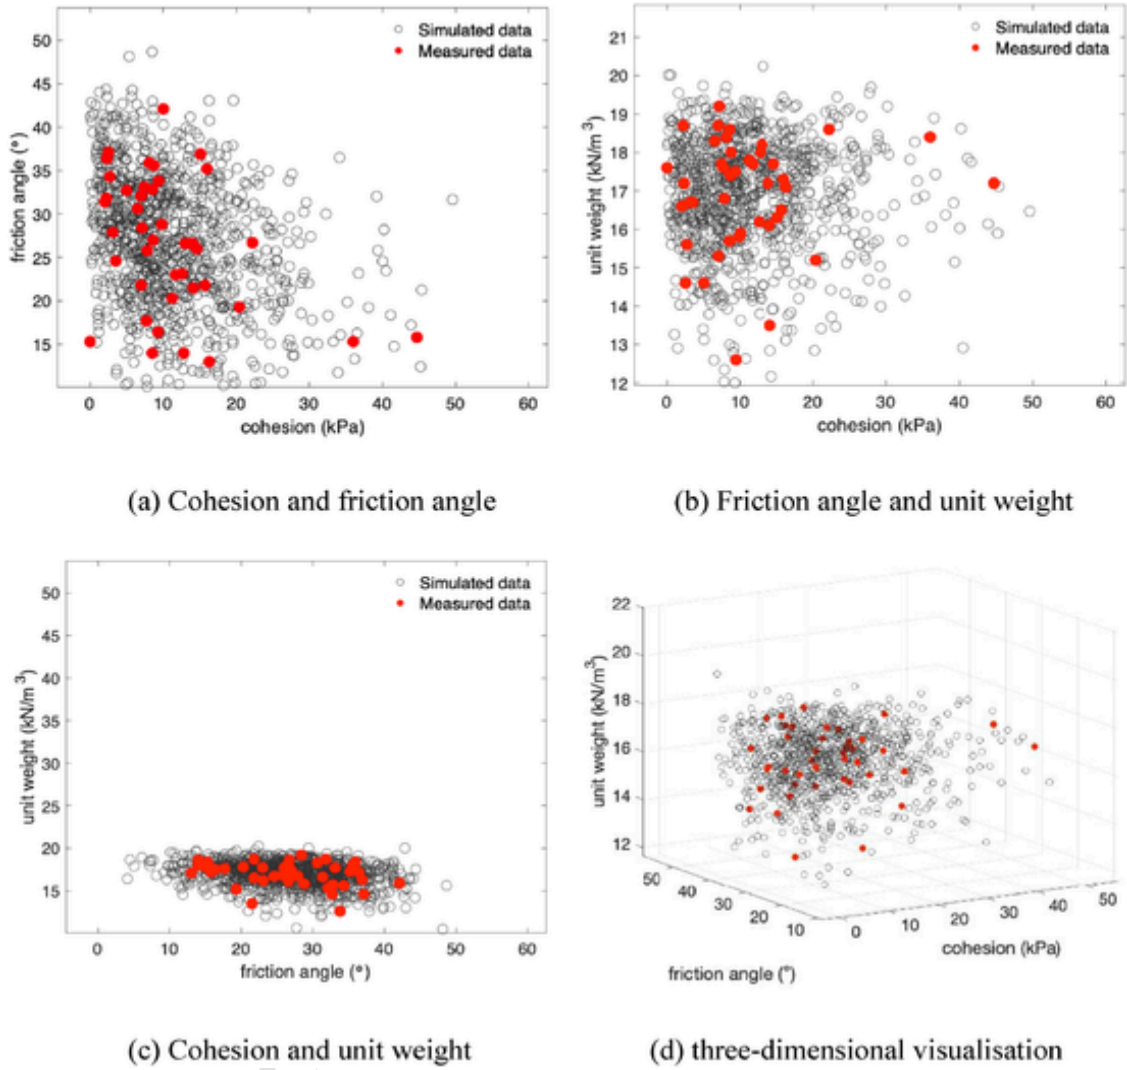 50
45
40
35
30
25
20
15
friction angle (°)
Simulated data
Measured data
0 10 20 30 40 50 60
cohesion (kPa)
21
20
19
18
17
16
15
14
13
12
unit weight (kN/m³)
Simulated data
Measured data
0 10 20 30 40 50 60
cohesion (kPa)
(a) Cohesion and friction angle
(b) Friction angle and unit weight
50
45
40
35
30
25
20
15
unit weight (kN/m³)
Simulated data
Measured data
0 10 20 30 40 50 60
friction angle (°)
22
20
18
16
14
12
unit weight (kN/m³)
50 40 30 20 10
friction angle (°)
0 10 20 30 40 50
cohesion (kPa)
(c) Cohesion and unit weight
(d) three-dimensional visualisation